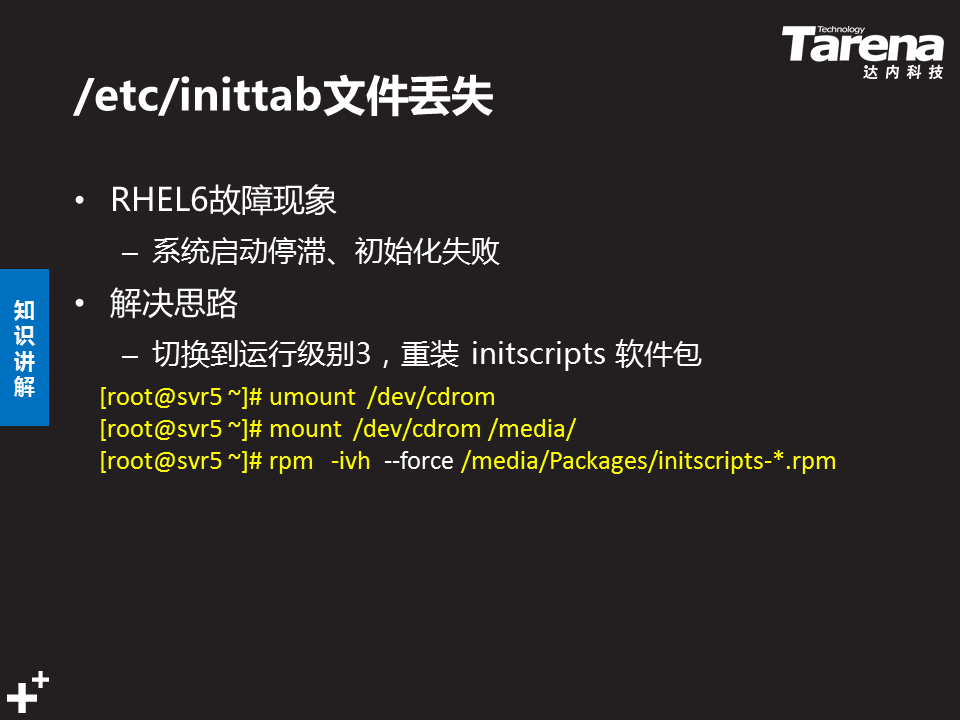 Technology
Tarena
达内科技
/etc/inittab文件丢失
• RHEL6故障现象
– 系统启动停滞、初始化失败
• 解决思路
– 切换到运行级别3，重装 initscripts 软件包
[root@svr5 ~]# umount /dev/cdrom
[root@svr5 ~]# mount /dev/cdrom /media/
[root@svr5 ~]# rpm -ivh --force /media/Packages/initscripts-*.rpm
知识讲解